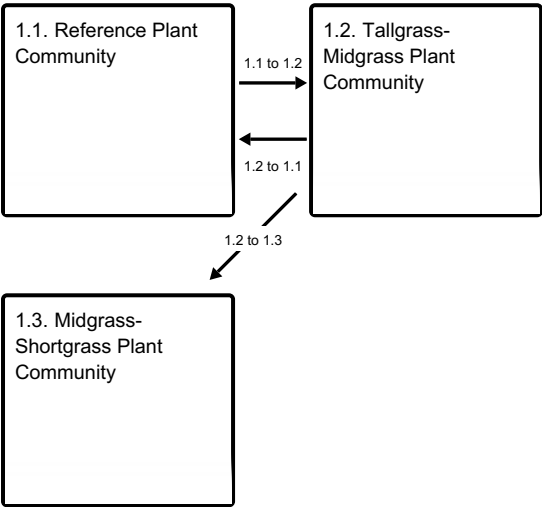 1.1. Reference Plant
Community
1.1 to 1.2
1.2. Tallgrass-
Midgrass Plant
Community
1.2 to 1.1
1.2 to 1.3
1.3. Midgrass-
Shortgrass Plant
Community